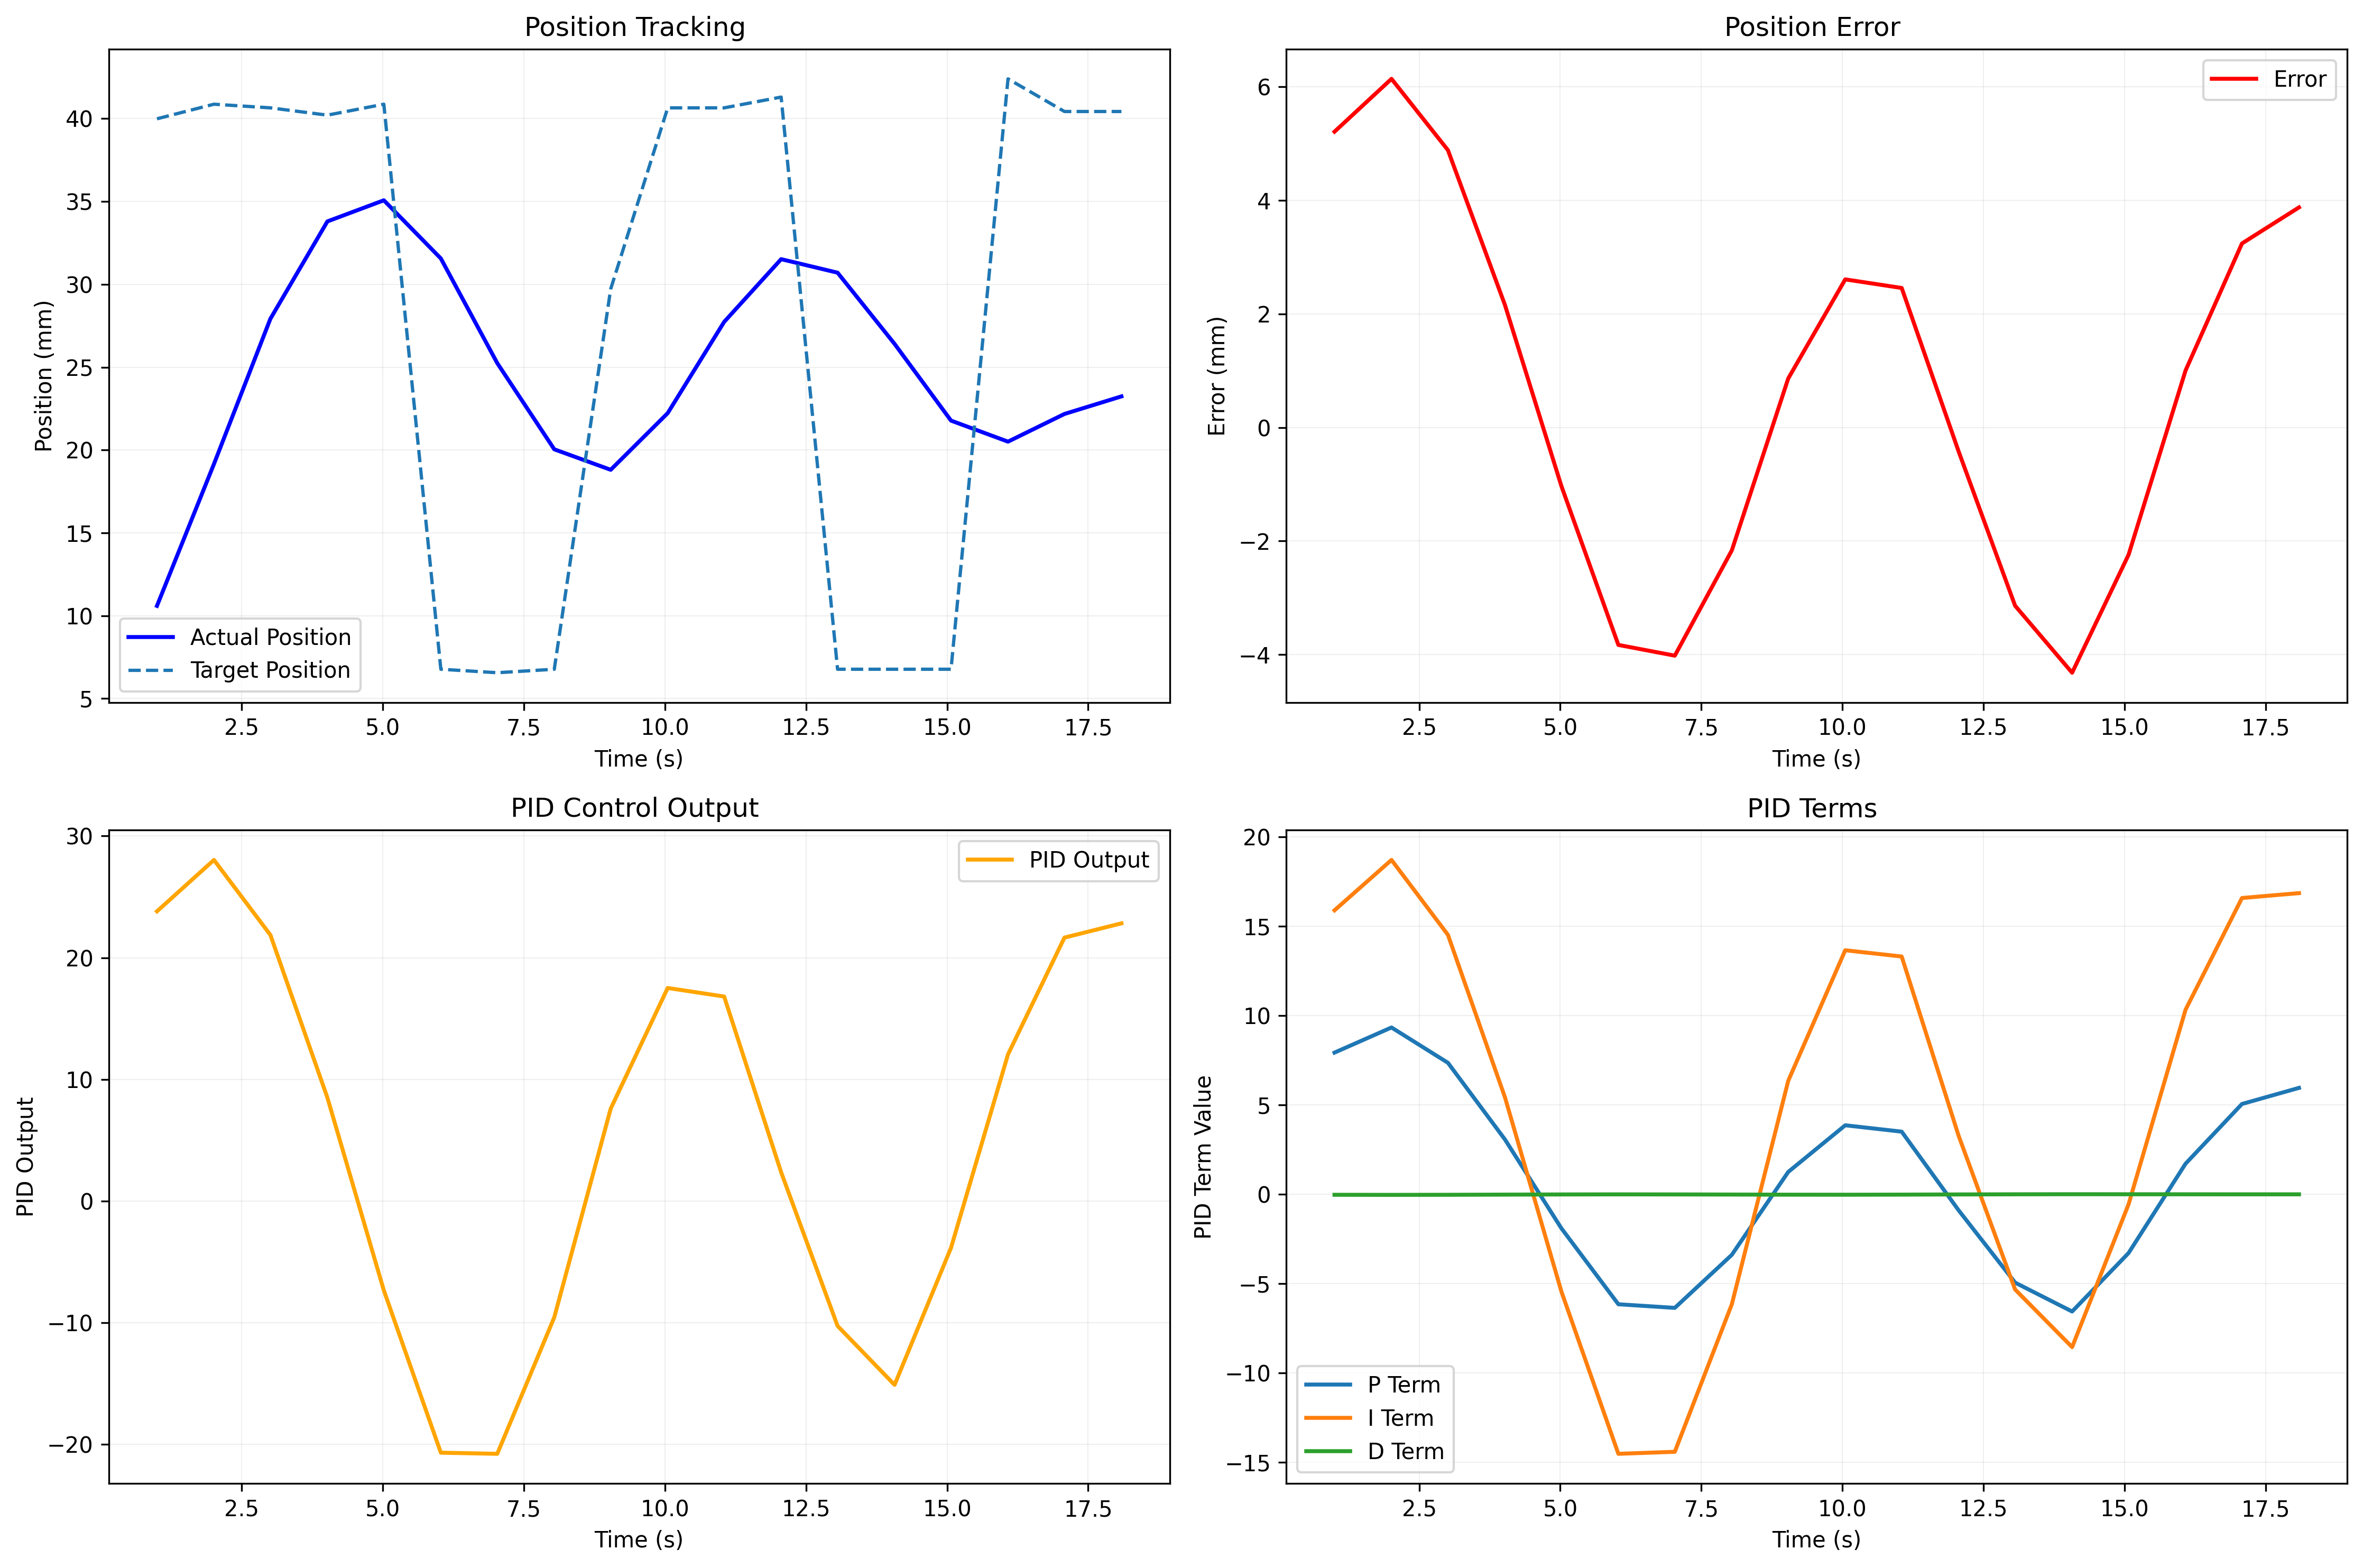 Position Tracking
Position (mm)
40
35
30
25
20
15
10
5
Actual Position
Target Position
2.5 5.0 7.5 10.0 12.5 15.0 17.5
Time (s)
Position Error
Error (mm)
6
4
2
0
−2
−4
Error
2.5 5.0 7.5 10.0 12.5 15.0 17.5
Time (s)
PID Control Output
PID Output
30
20
10
0
−10
−20
PID Output
2.5 5.0 7.5 10.0 12.5 15.0 17.5
Time (s)
PID Terms
PID Term Value
20
15
10
5
0
−5
−10
−15
P Term
I Term
D Term
2.5 5.0 7.5 10.0 12.5 15.0 17.5
Time (s)